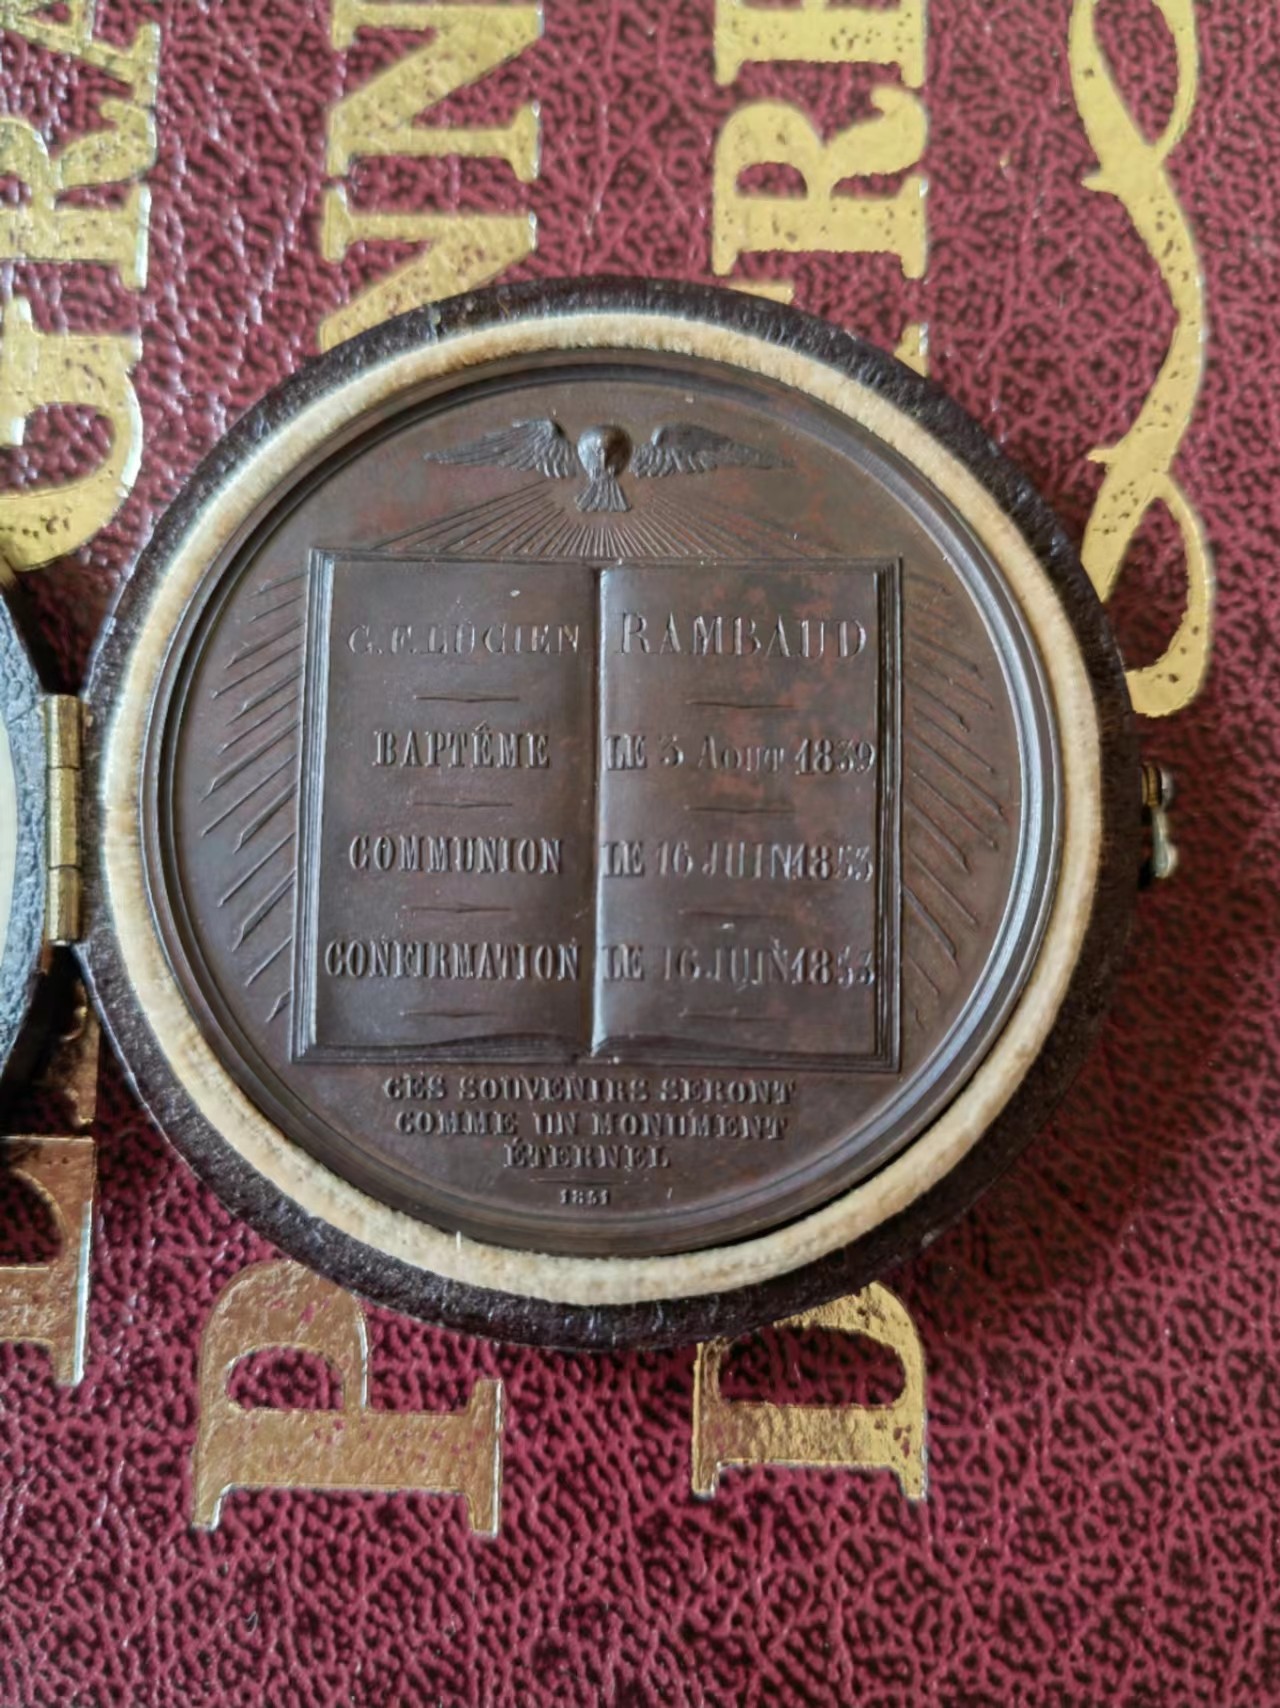 G. F. LUCIEN RAMBAUD
BAPTÊME LE 3 AOUT 1839
COMMUNION LE 16 JUIN 1853
CONFIRMATION LE 16 JUIN 1853
CES SOUVENIRS SERONT
COMME UN MONUMENT
ÉTERNEL
1851